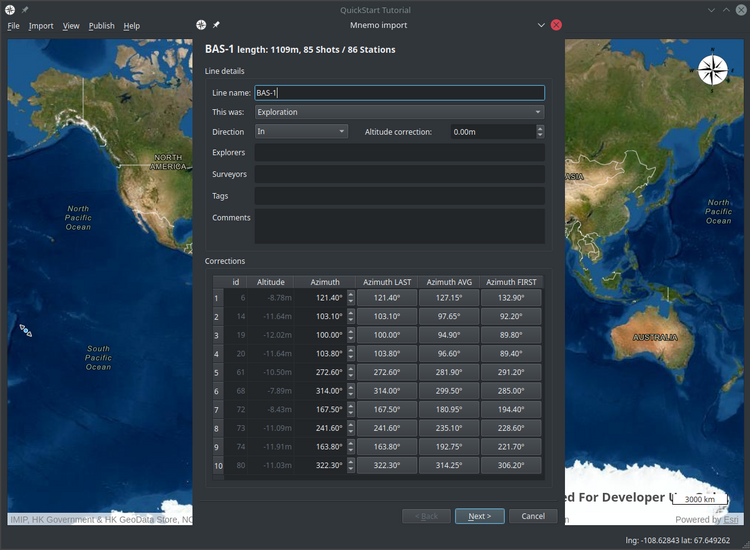 QuickStart Tutorial
File Import View Publish Help
Mnemo import
BAS-1 length: 1109m, 85 Shots / 86 Stations
Line details
Line name: BAS-1
This was: Exploration
Direction In Altitude correction: 0.00m
Explorers
Surveyors
Tags
Comments
Corrections
id Altitude Azimuth Azimuth LAST Azimuth AVG Azimuth FIRST
1 6 -8.78m 121.40° 121.40° 127.15° 132.90°
2 14 -11.64m 103.10° 103.10° 97.65° 92.20°
3 19 -12.02m 100.00° 100.00° 94.90° 89.80°
4 20 -11.64m 103.80° 103.80° 96.60° 89.40°
5 61 -10.50m 272.60° 272.60° 281.90° 291.20°
6 68 -7.89m 314.00° 314.00° 299.50° 285.00°
7 72 -8.43m 167.50° 167.50° 180.95° 194.40°
8 73 -11.09m 241.60° 241.60° 235.10° 228.60°
9 74 -11.91m 163.80° 163.80° 192.75° 221.70°
10 80 -11.03m 322.30° 322.30° 314.25° 306.20°
< Back Next > Cancel
NORTH
AMERICA
North
Pacific
Ocean
South
Pacific
Ocean
N
ASIA
North
Pacific
Ocean
AUSTRALIA
ed For Developer
3000 km
IMIP, HK Government & HK GeoData Store, NO
Powered by Esri
lng: -108.62843 lat: 67.649262